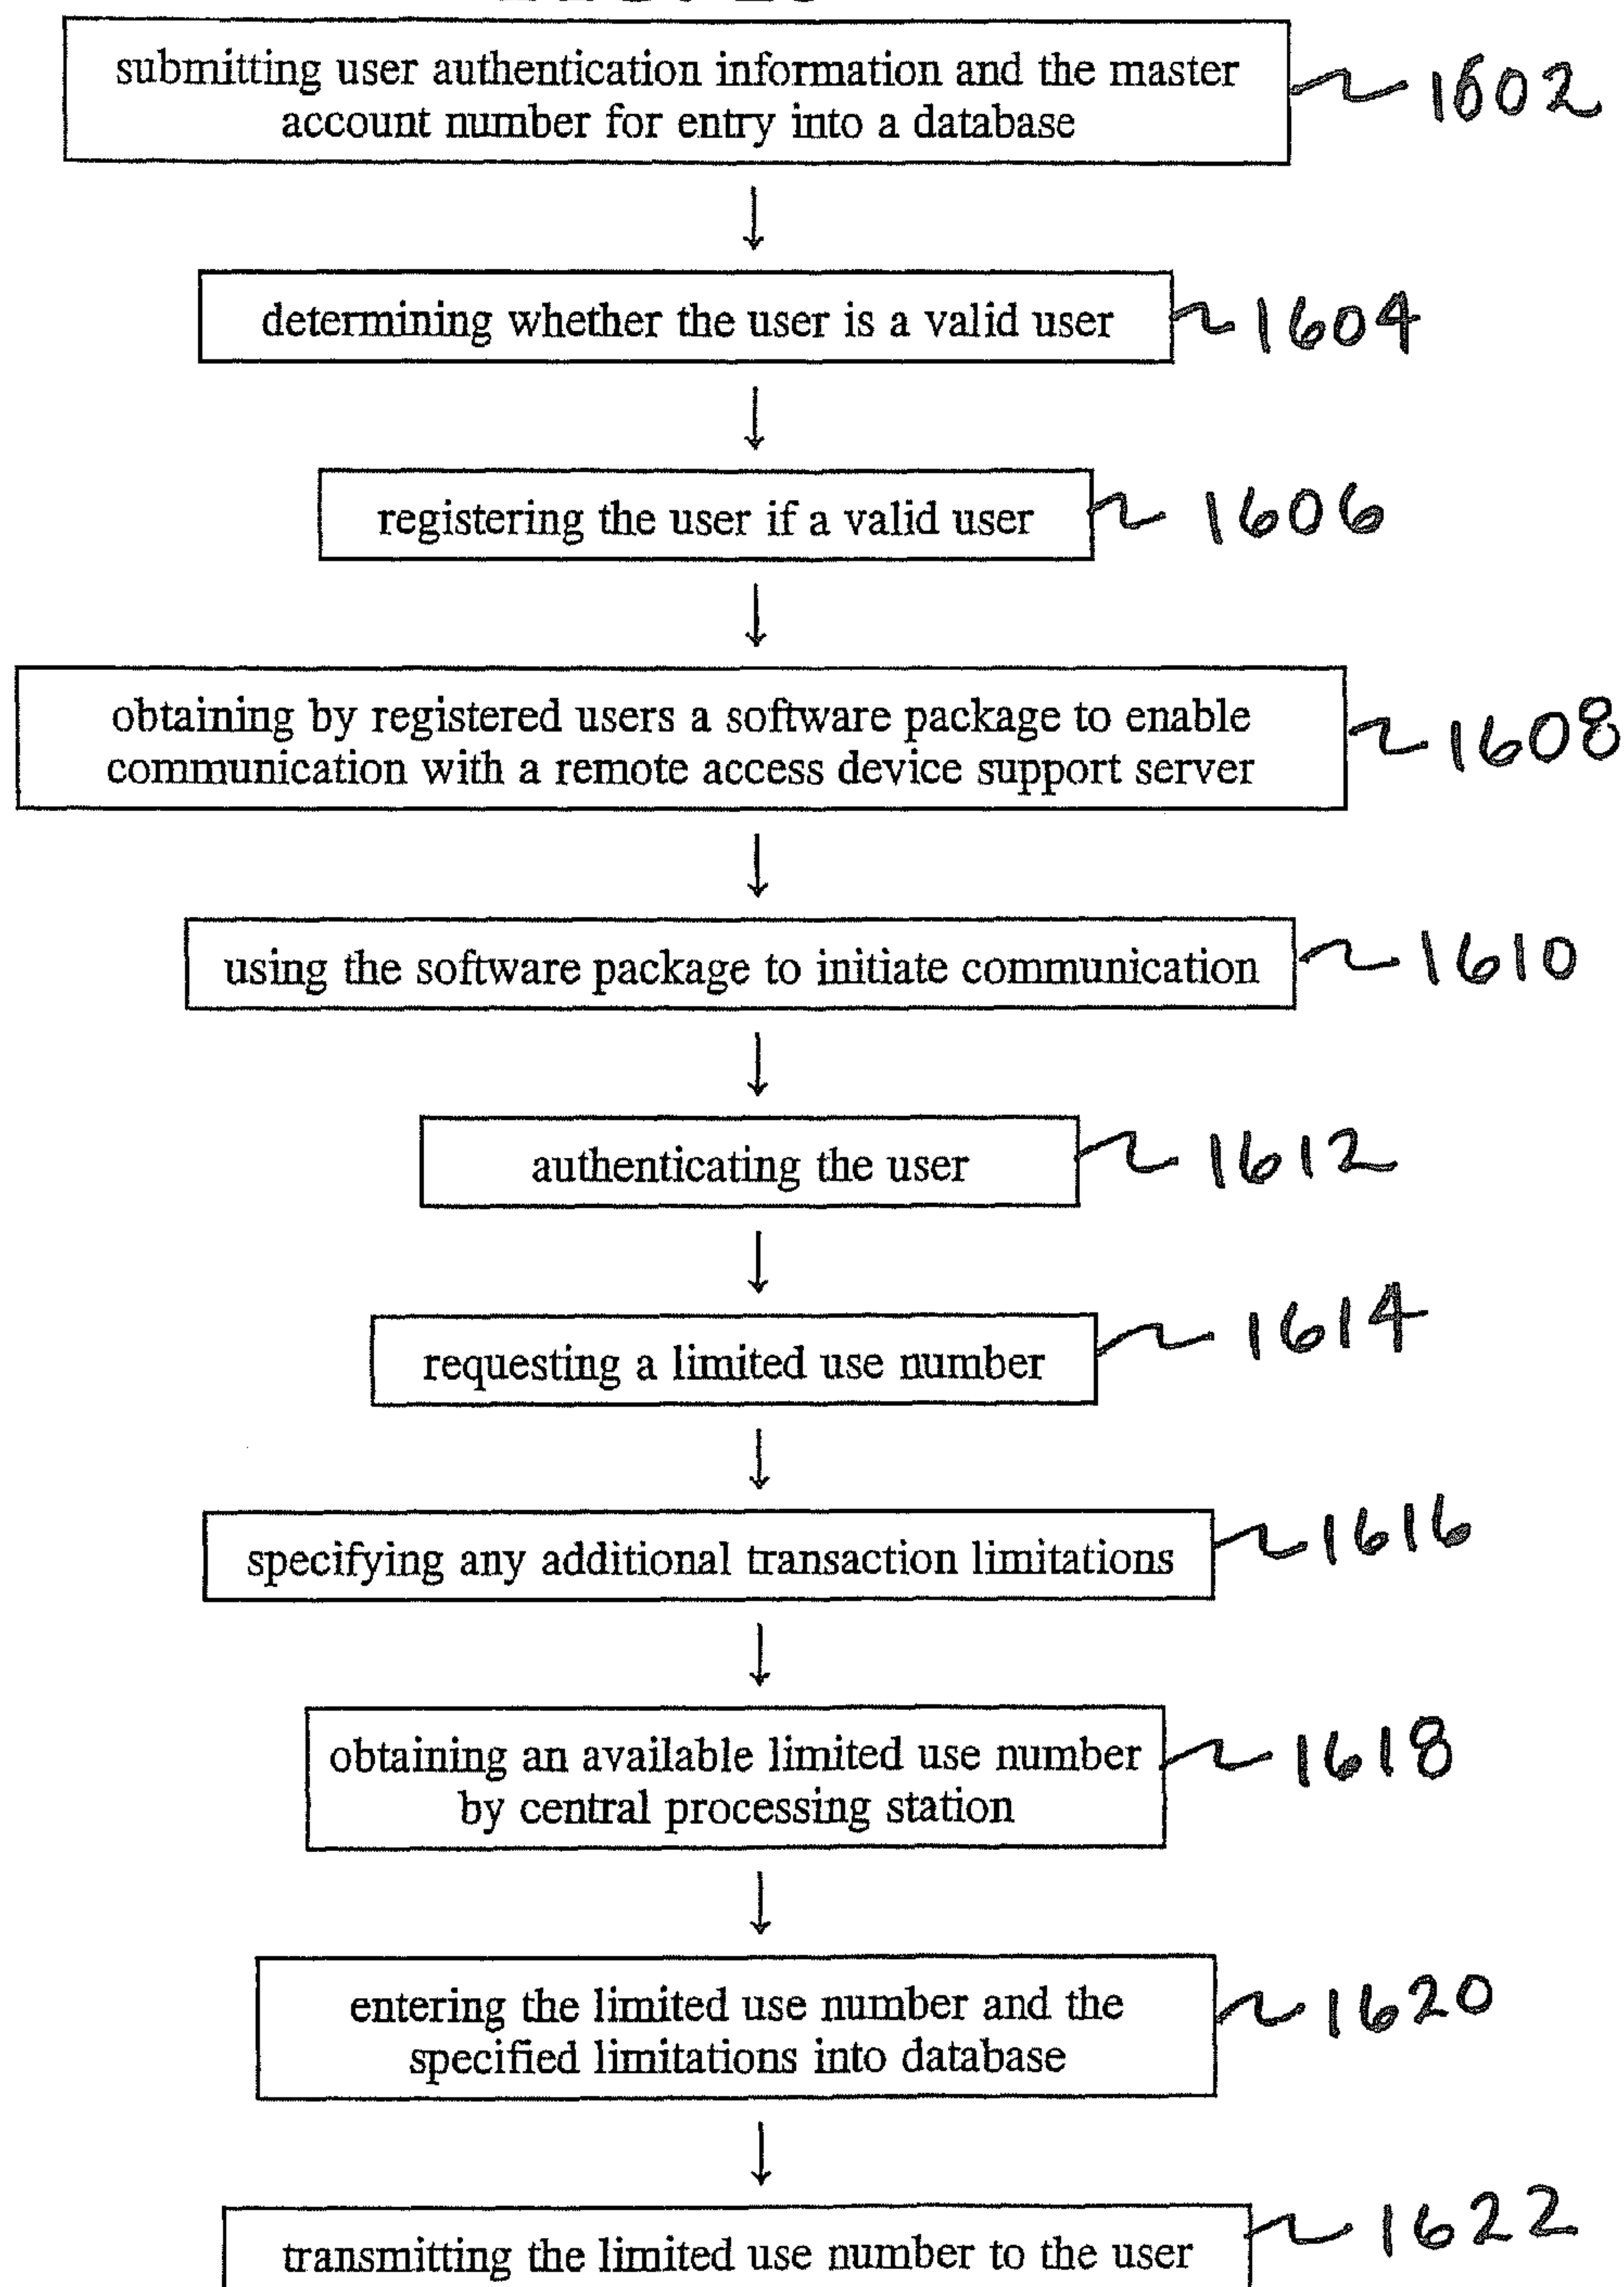 submitting user authentication information and the master 1602
account number for entry into a database
determining whether the user is a valid user 1604
registering the user if a valid user 1606
obtaining by registered users a software package to enable 1608
communication with a remote access device support server
using the software package to initiate communication 1610
authenticating the user 1612
requesting a limited use number 1614
specifying any additional transaction limitations 1616
obtaining an available limited use number 1618
by central processing station
entering the limited use number and the 1620
specified limitations into database
transmitting the limited use number to the user 1622